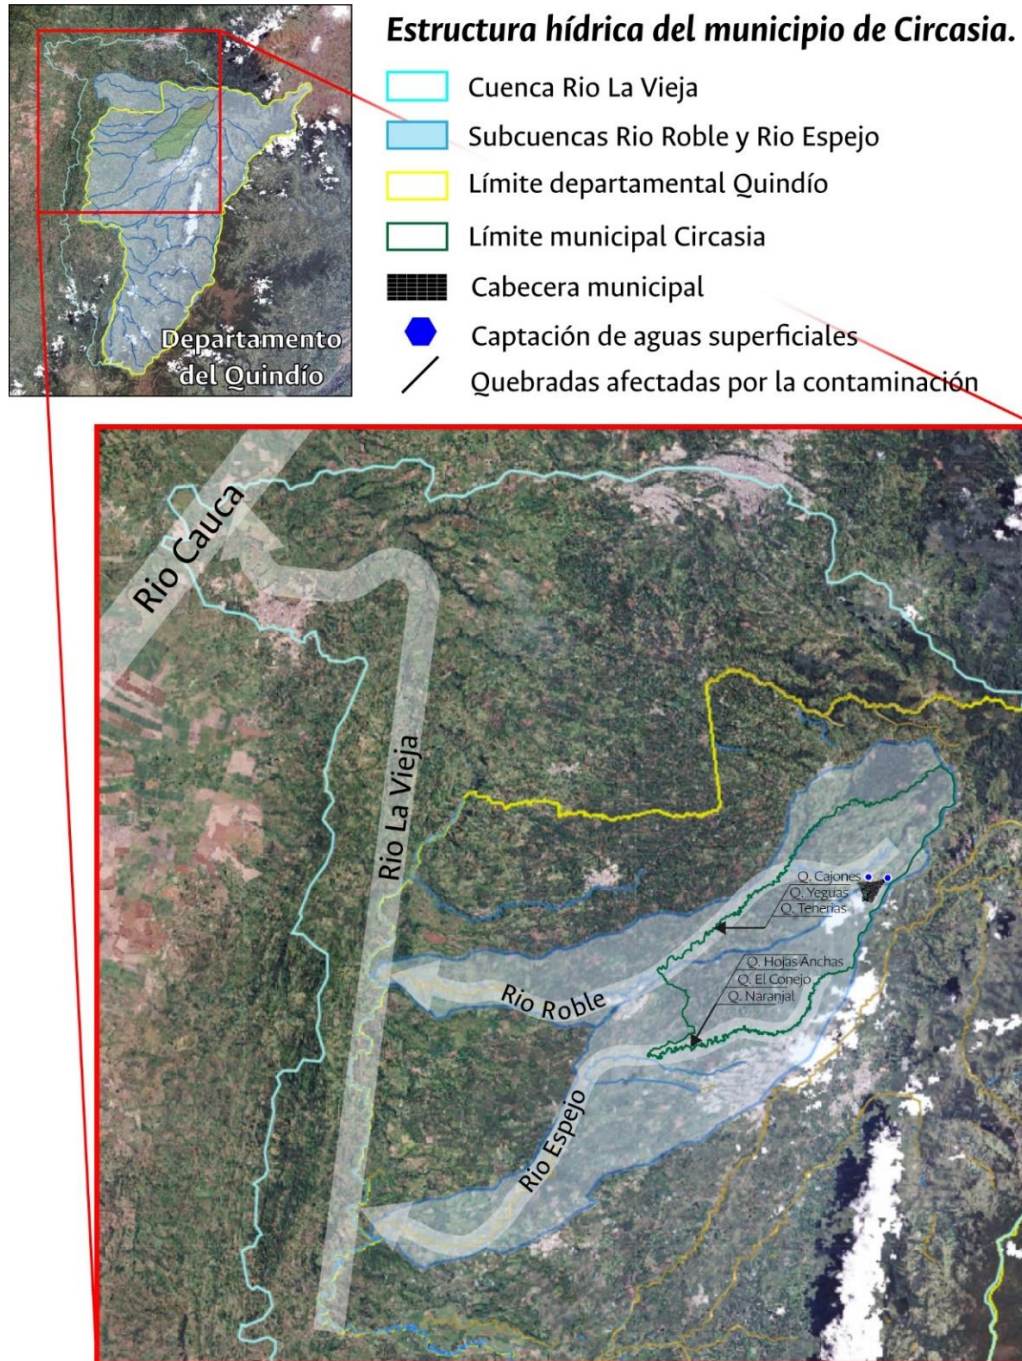 Estructura hídrica del municipio de Circasia.
Cuenca Rio La Vieja
Subcuencas Rio Roble y Rio Espejo
Límite departamental Quindío
Límite municipal Circasia
Cabecera municipal
Captación de aguas superficiales
Quebradas afectadas por la contaminación
Departamento
del Quindío
Rio Cauca
Rio La Vieja
Q. Cajones
Q. Yeguas
Q. Tenerias
Q. Hojas Anchas
Q. El Conejo
Q. Naranjal
Rio Roble
Rio Espejo